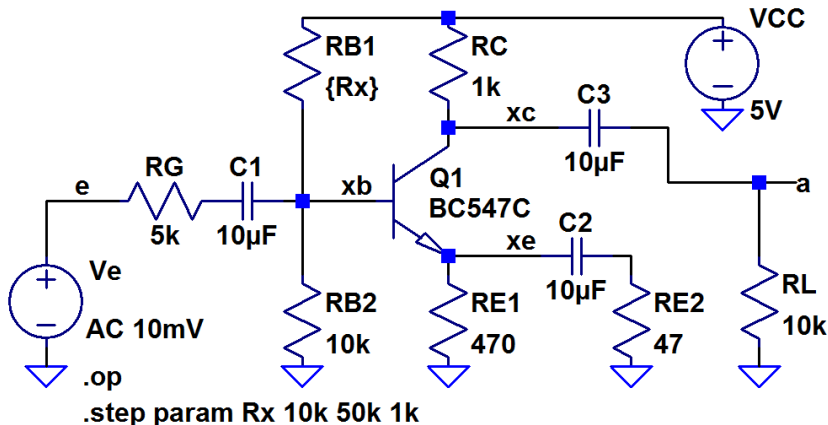 VCC
5V
RB1
{Rx}
RC
1k
xc
C3
10µF
e
RG
5k
C1
10µF
xb
Q1
BC547C
a
xe
C2
10µF
Ve
AC 10mV
RB2
10k
RE1
470
RE2
47
RL
10k
.op
.step param Rx 10k 50k 1k